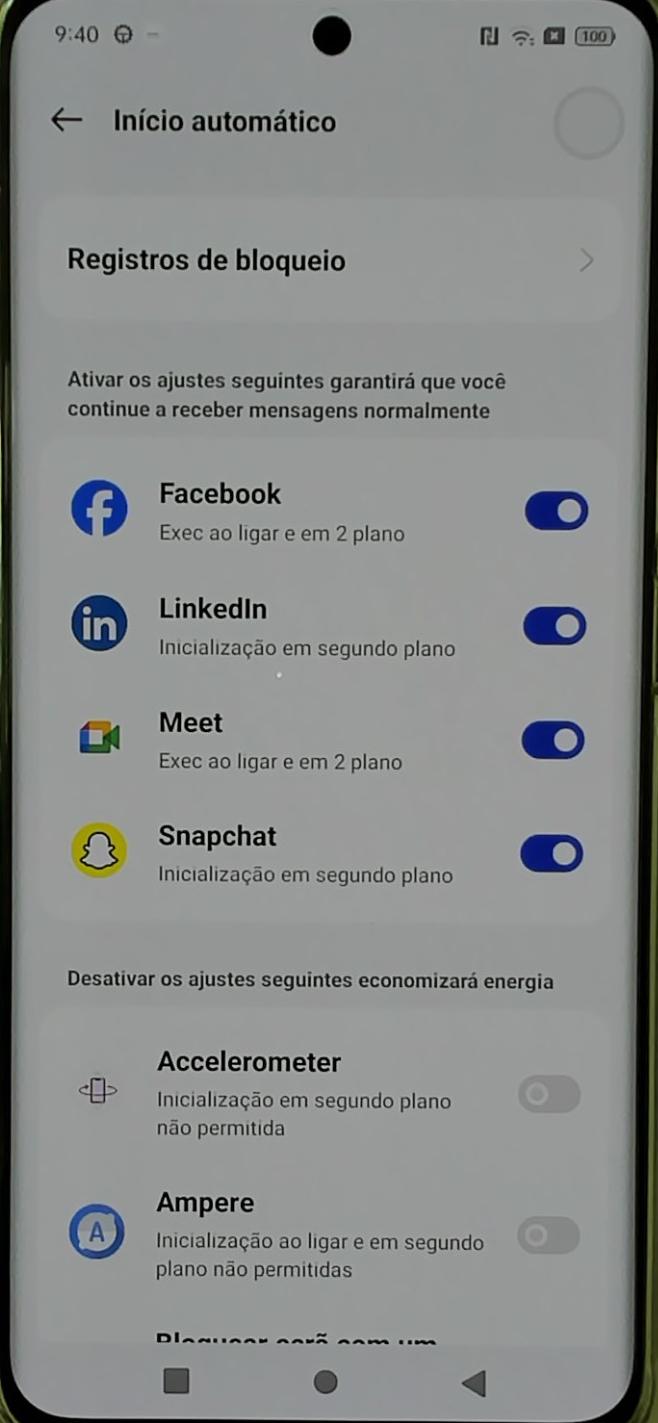 9:40
100
Início automático
Registros de bloqueio
Ativar os ajustes seguintes garantirá que você
continue a receber mensagens normalmente
Facebook
Exec ao ligar e em 2 plano
LinkedIn
Inicialização em segundo plano
Meet
Exec ao ligar e em 2 plano
Snapchat
Inicialização em segundo plano
Desativar os ajustes seguintes economizará energia
Accelerometer
Inicialização em segundo plano
não permitida
Ampere
Inicialização ao ligar e em segundo
plano não permitidas